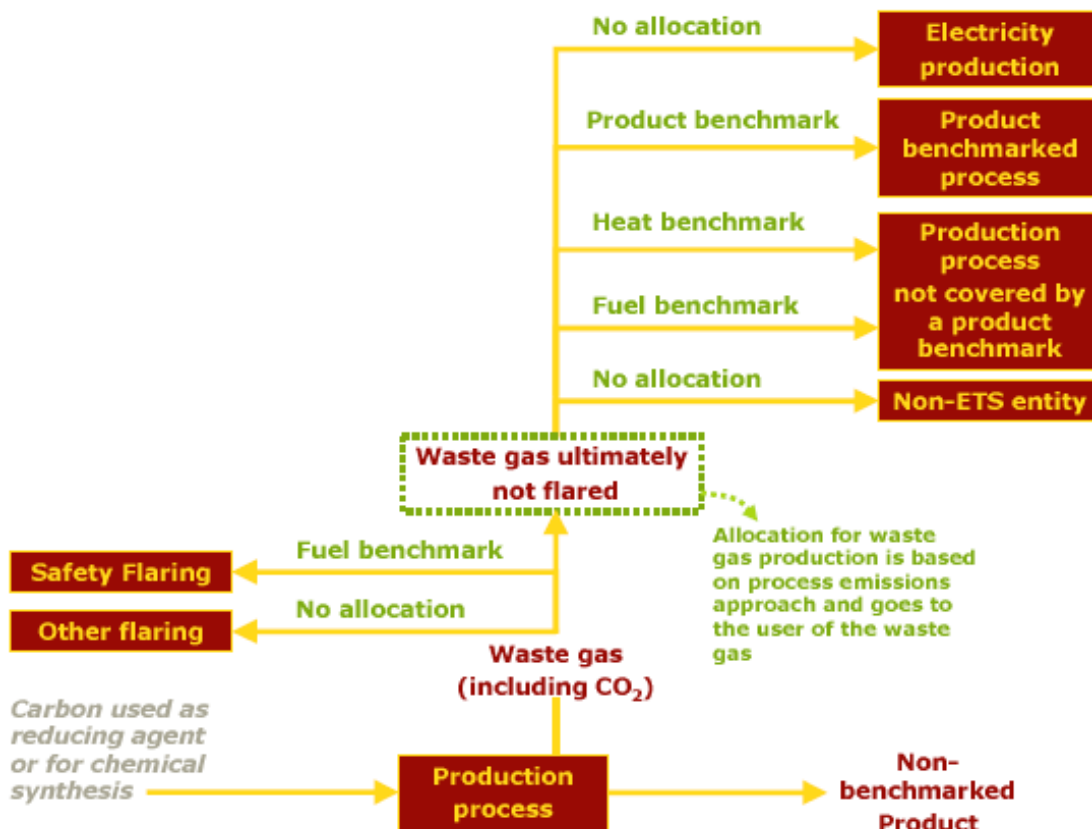 No allocation
Electricity
production
Product benchmark
Product
benchmarked
process
Heat benchmark
Production
process
not covered by
a product
benchmark
Fuel benchmark
No allocation
Non-ETS entity
Waste gas ultimately
not flared
Allocation for waste
gas production is based
on process emissions
approach and goes to
the user of the waste
gas
Fuel benchmark
Safety Flaring
No allocation
Other flaring
Waste gas
(including CO₂)
Carbon used as
reducing agent
or for chemical
synthesis
Production
process
Non-
benchmarked
Product